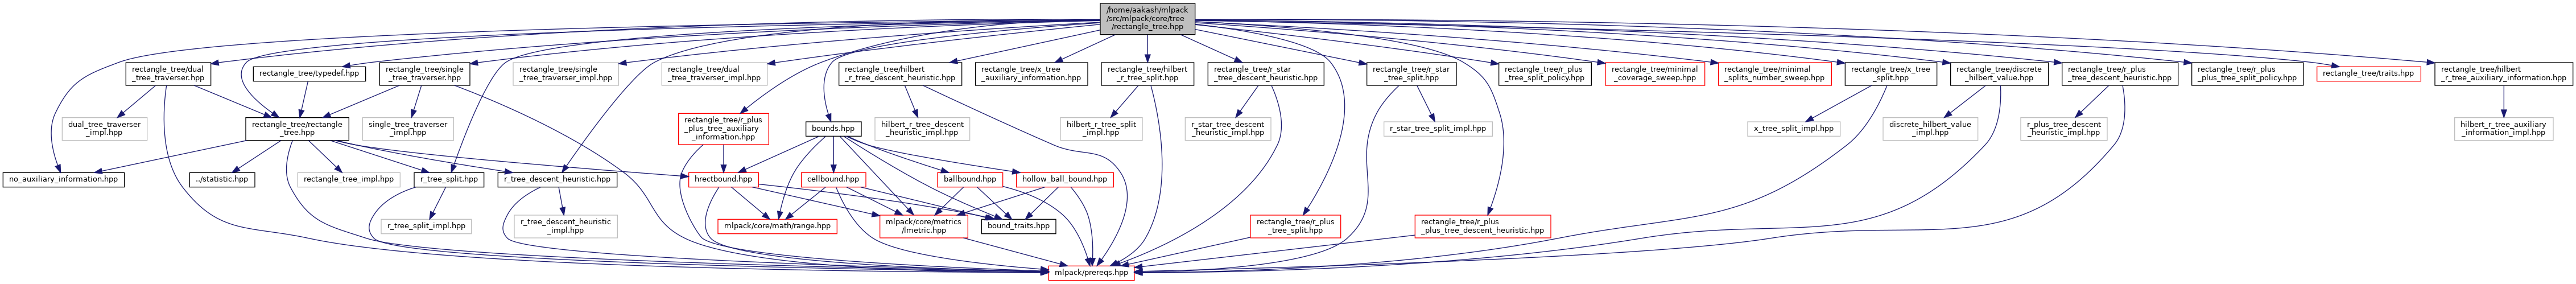 /home/aakash/mlpack
/src/mlpack/core/tree
/rectangle_tree.hpp
rectangle_tree/dual
_tree_traverser.hpp
rectangle_tree/typedef.hpp
rectangle_tree/single
_tree_traverser.hpp
rectangle_tree/single
_tree_traverser_impl.hpp
rectangle_tree/dual
_tree_traverser_impl.hpp
rectangle_tree/hilbert
_r_tree_descent_heuristic.hpp
rectangle_tree/x_tree
_auxiliary_information.hpp
rectangle_tree/hilbert
_r_tree_split.hpp
rectangle_tree/r_star
_tree_descent_heuristic.hpp
rectangle_tree/r_star
_tree_split.hpp
rectangle_tree/r_plus
_tree_split_policy.hpp
rectangle_tree/minimal
_coverage_sweep.hpp
rectangle_tree/minimal
_splits_number_sweep.hpp
rectangle_tree/x_tree
_split.hpp
rectangle_tree/discrete
_hilbert_value.hpp
rectangle_tree/r_plus
_tree_descent_heuristic.hpp
rectangle_tree/r_plus
_plus_tree_split_policy.hpp
rectangle_tree/traits.hpp
rectangle_tree/hilbert
_r_tree_auxiliary_information.hpp
dual_tree_traverser
_impl.hpp
rectangle_tree/rectangle
_tree.hpp
single_tree_traverser
_impl.hpp
rectangle_tree/r_plus
_plus_tree_auxiliary
_information.hpp
bounds.hpp
hilbert_r_tree_descent
_heuristic_impl.hpp
hilbert_r_tree_split
_impl.hpp
r_star_tree_descent
_heuristic_impl.hpp
r_star_tree_split_impl.hpp
x_tree_split_impl.hpp
discrete_hilbert_value
_impl.hpp
r_plus_tree_descent
_heuristic_impl.hpp
hilbert_r_tree_auxiliary
_information_impl.hpp
no_auxiliary_information.hpp
../statistic.hpp
rectangle_tree_impl.hpp
r_tree_split.hpp
r_tree_descent_heuristic.hpp
hrectbound.hpp
cellbound.hpp
ballbound.hpp
hollow_ball_bound.hpp
r_tree_split_impl.hpp
r_tree_descent_heuristic
_impl.hpp
mlpack/core/math/range.hpp
mlpack/core/metrics
/lmetric.hpp
bound_traits.hpp
rectangle_tree/r_plus
_tree_split.hpp
rectangle_tree/r_plus
_plus_tree_descent_heuristic.hpp
mlpack/prereqs.hpp